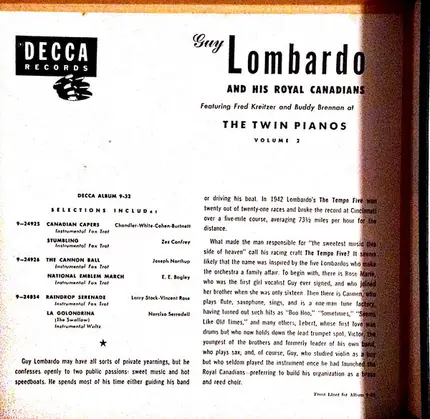 DECCA
RECORDS
Guy
Lombardo
AND HIS ROYAL CANADIANS
Featuring Fred Kreitzer and Buddy Brennan at
THE TWIN PIANOS
VOLUME 2
DECCA ALBUM 9-32
SELECTIONS INCLUDE:
9—24925 CANADIAN CAPERS Chandler-White-Cohen-Burtnett
Instrumental Fox Trot
STUMBLING Zez Confrey
Instrumental Fox Trot
9—24926 THE CANNON BALL Joseph Northup
Instrumental Fox Trot
NATIONAL EMBLEM MARCH E. E. Bagley
Instrumental Fox Trot
9—24854 RAINDROP SERENADE Larry Stock-Vincent Rose
Instrumental Fox Trot
LA GOLONDRINA Narciso Serradell
(The Swallow)
Instrumental Waltz
Guy Lombardo may have all sorts of private yearnings, but he
confesses openly to two public passions: sweet music and hot
speedboats. He spends most of his time either guiding his band
or driving his boat. In 1942 Lombardo's The Tempo Five won
twenty out of twenty-one races and broke the record at Cincinnati
over a five-mile course, averaging 73½ miles per hour for the
distance.
What made the man responsible for "the sweetest music this
side of heaven" call his racing craft The Tempo Five? It seems
likely that the name was inspired by the five Lombardos who make
the orchestra a family affair. To begin with, there is Rose Marie,
who was the first girl vocalist Guy ever signed, and who joined
her brother when she was only sixteen. Then there is Carmen, who
plays flute, saxophone, sings, and is a one-man tune factory,
having turned out such hits as "Boo Hoo," "Sometimes," "Seems
Like Old Times," and many others; Lebert, whose first love was
drums but who now holds down the lead trumpet spot, Victor, the
youngest of the brothers and formerly leader of his own band,
who plays sax, and, of course, Guy, who studied violin as a boy
but who seldom played the instrument once he had launched the
Royal Canadians—preferring to build his organization as a brass
and reed choir.
Front Liner for Album 9-32